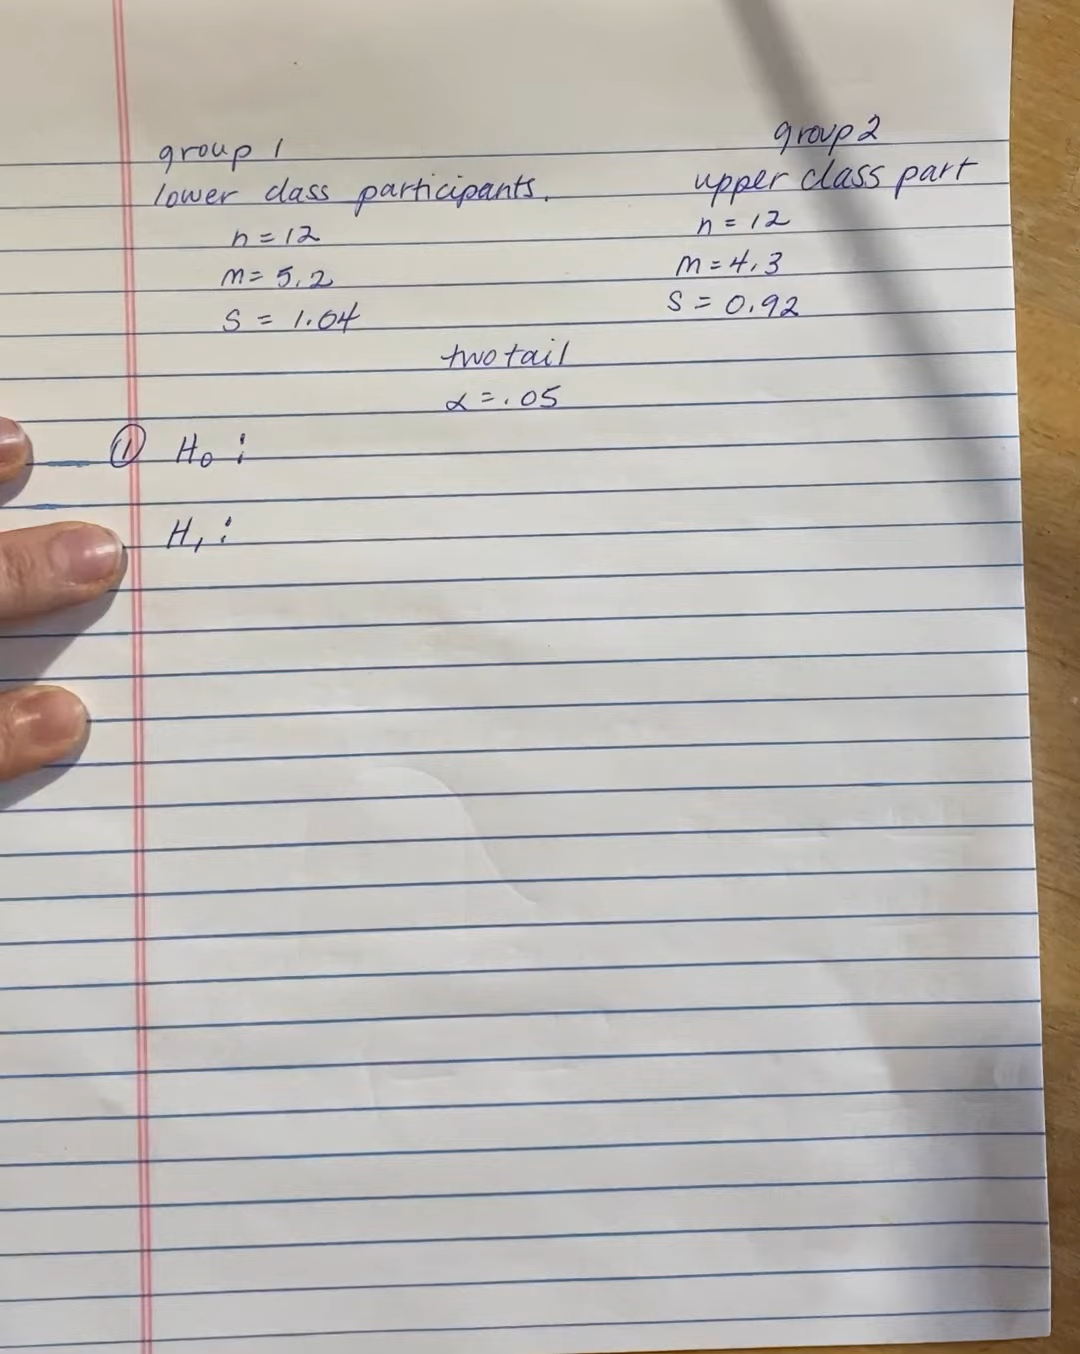 group 1
lower class participants.
n = 12
m = 5.2
S = 1.04
group 2
upper class part
n = 12
m = 4.3
S = 0.92
two tail
α = .05
① H₀ :
H₁ :